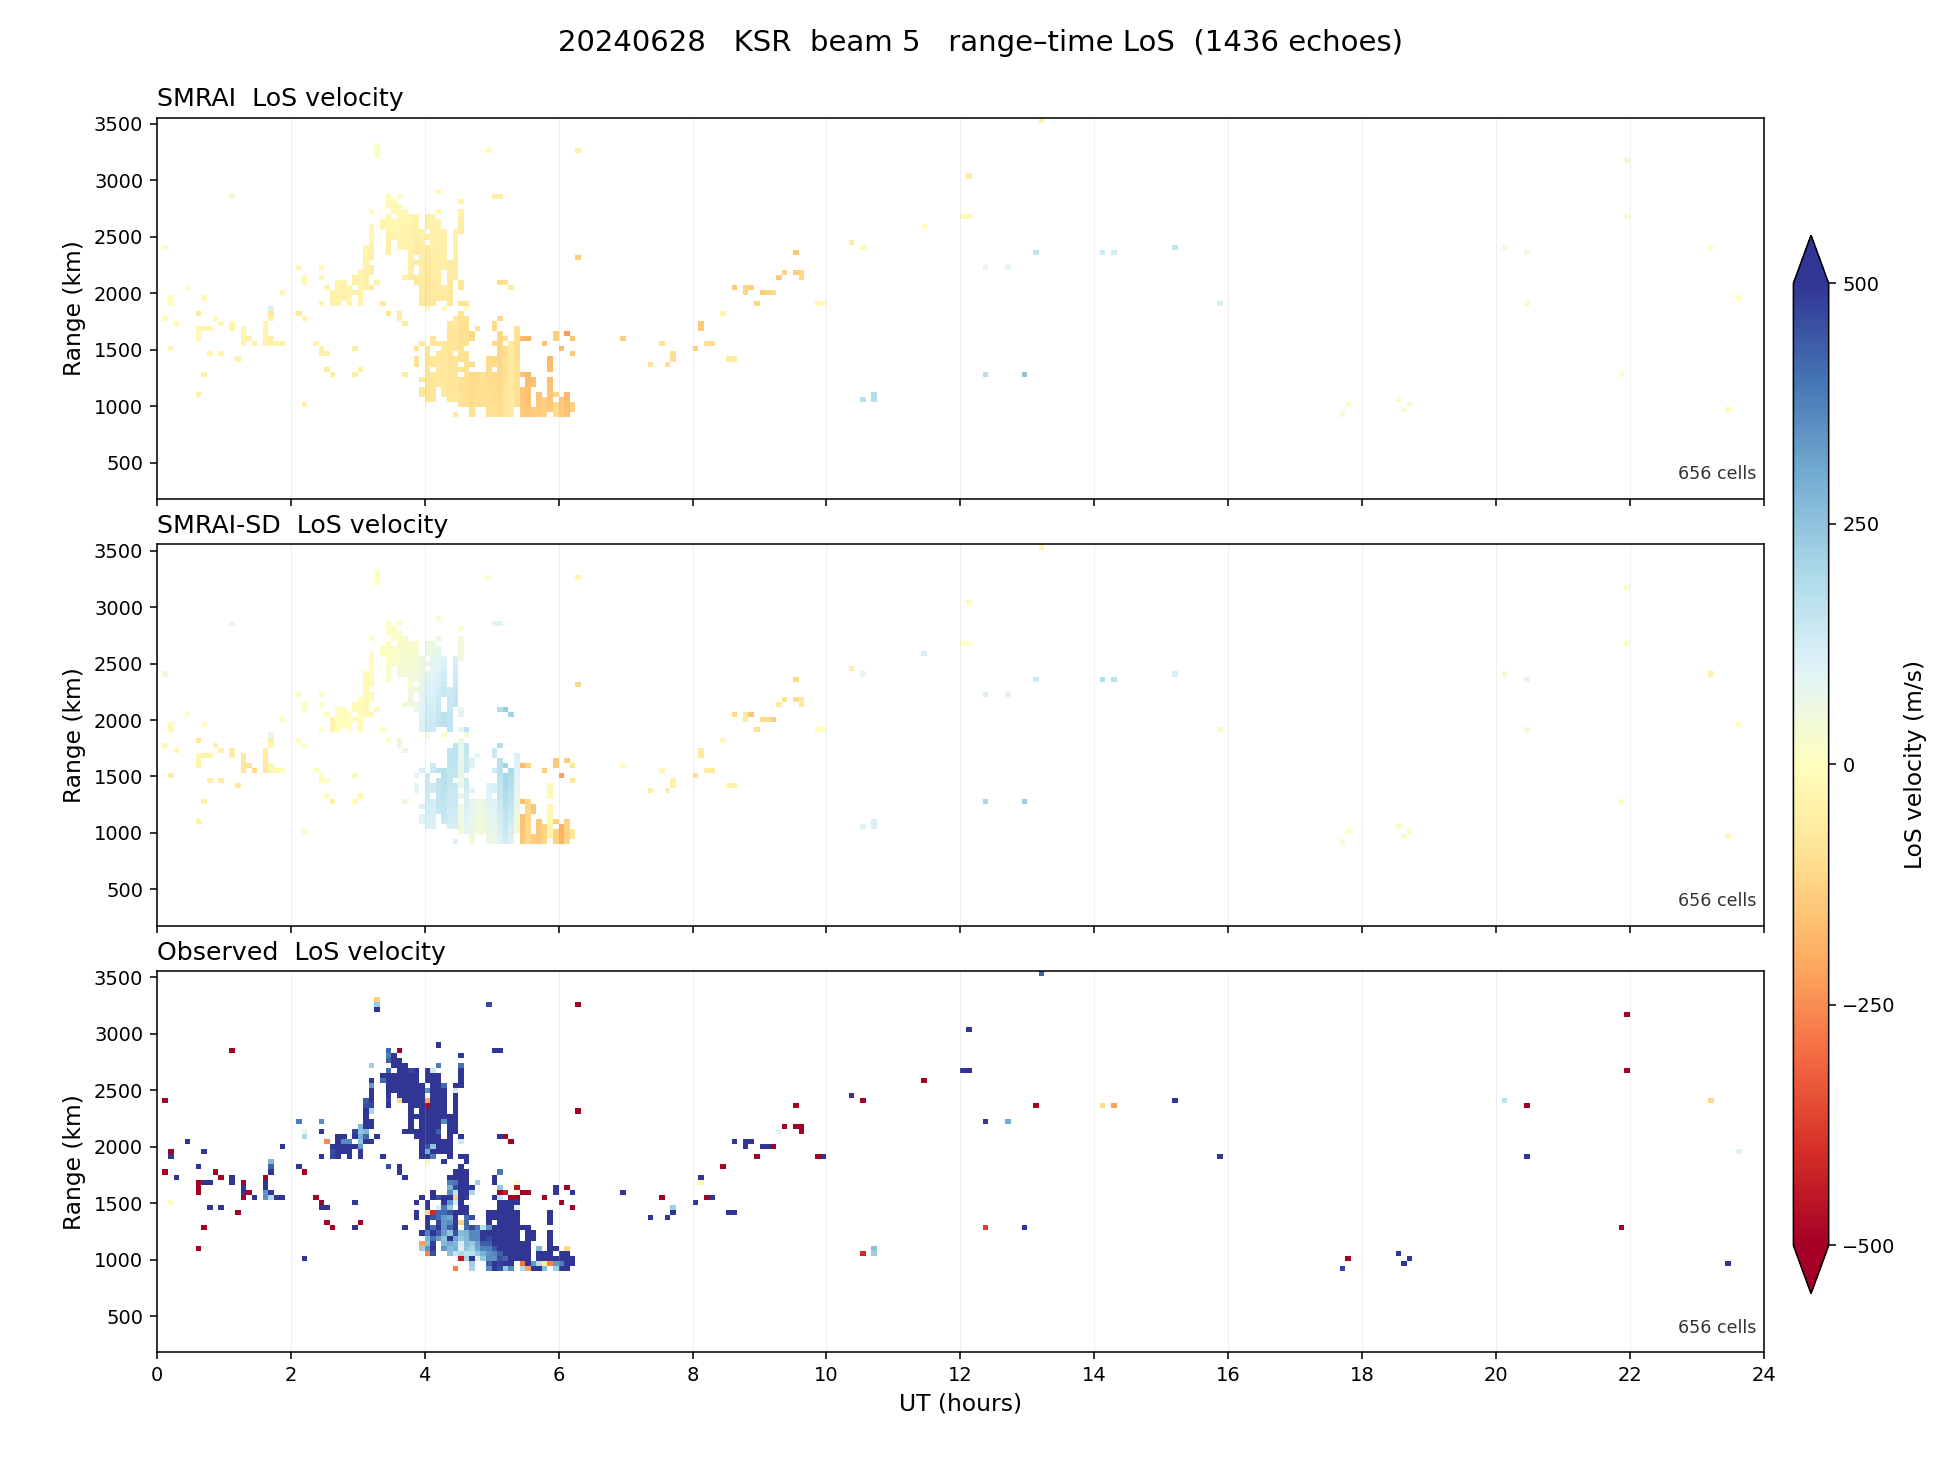 20240628   KSR  beam 5   range–time LoS  (1436 echoes)
SMRAI  LoS velocity
3500
3000
2500
2000
1500
1000
500
Range (km)
656 cells
SMRAI-SD  LoS velocity
3500
3000
2500
2000
1500
1000
500
Range (km)
656 cells
Observed  LoS velocity
3500
3000
2500
2000
1500
1000
500
Range (km)
656 cells
0 2 4 6 8 10 12 14 16 18 20 22 24
UT (hours)
500
250
0
−250
−500
LoS velocity (m/s)